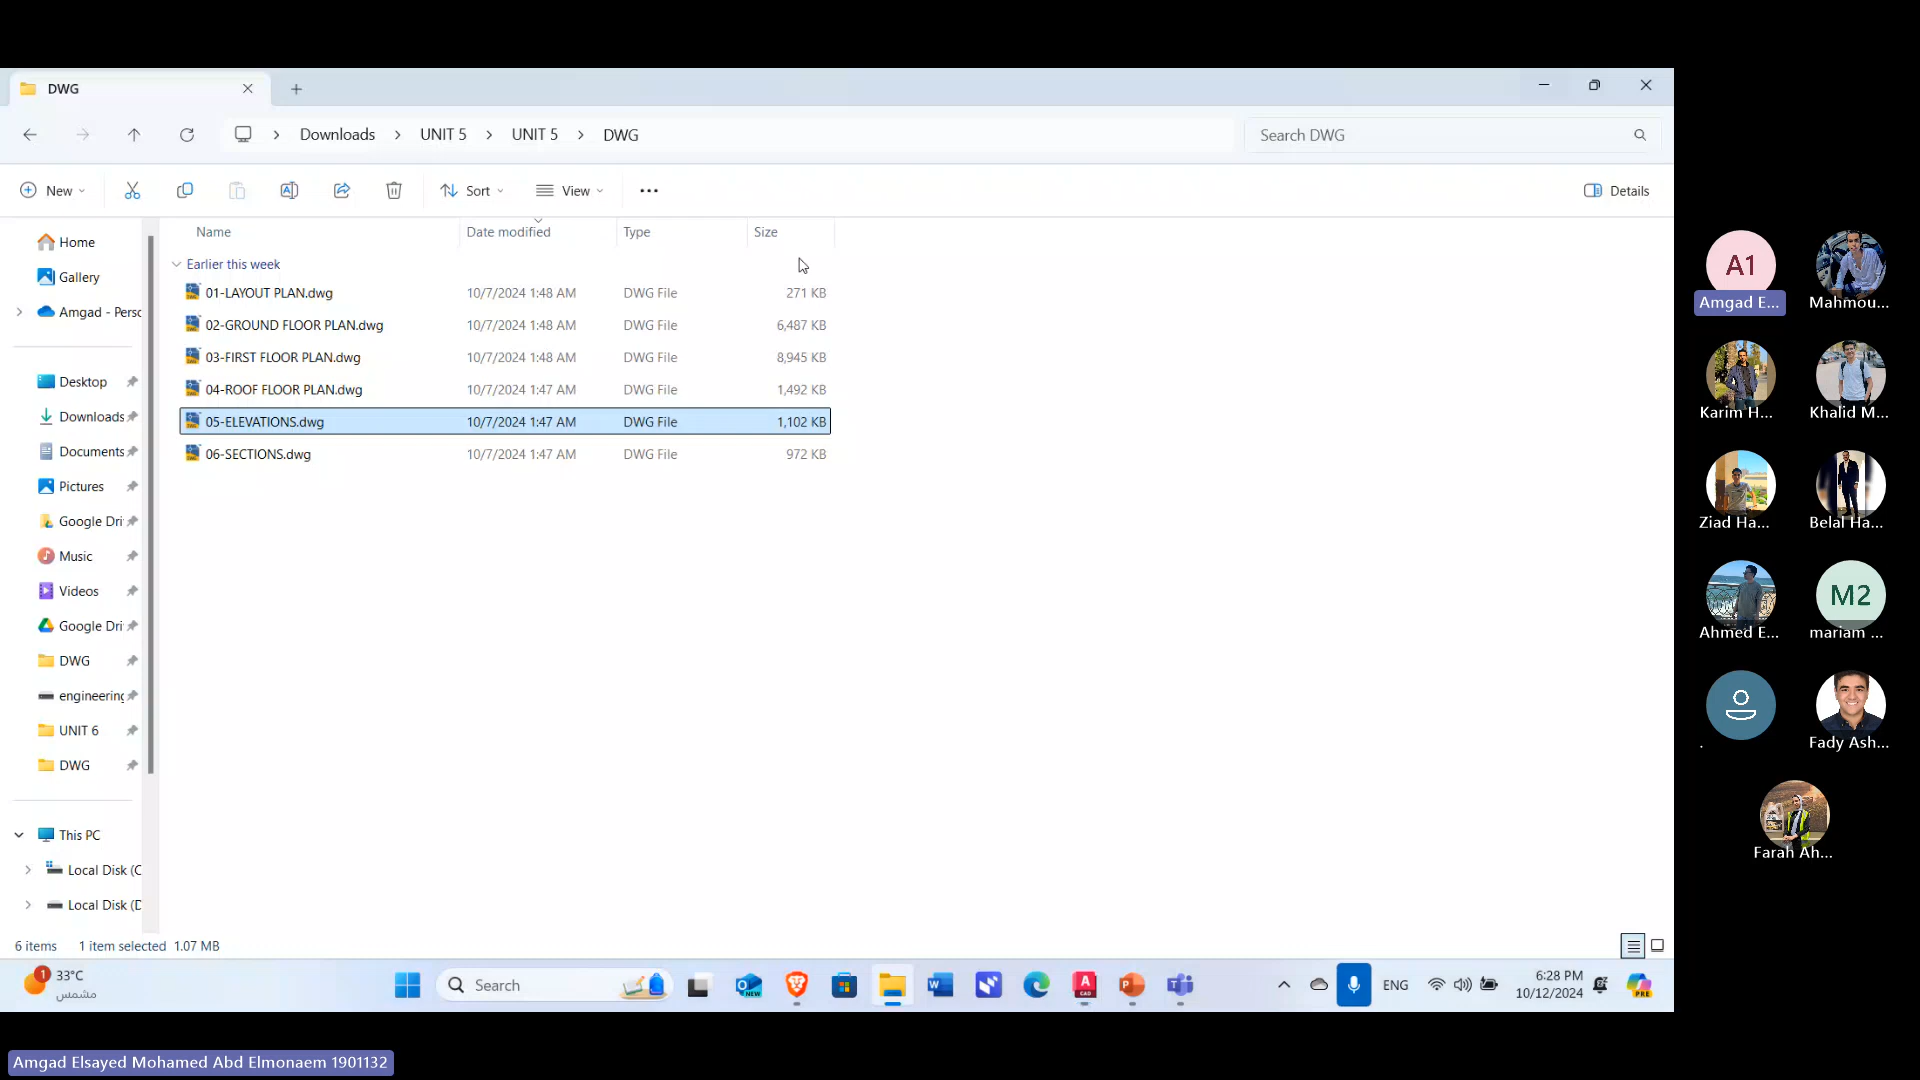 DWG
Downloads
UNIT 5
UNIT 5
DWG
Search DWG
New
Sort
View
Details
Name
Date modified
Type
Size
Earlier this week
01-LAYOUT PLAN.dwg 10/7/2024 1:48 AM DWG File 271 KB
02-GROUND FLOOR PLAN.dwg 10/7/2024 1:48 AM DWG File 6,487 KB
03-FIRST FLOOR PLAN.dwg 10/7/2024 1:48 AM DWG File 8,945 KB
04-ROOF FLOOR PLAN.dwg 10/7/2024 1:47 AM DWG File 1,492 KB
05-ELEVATIONS.dwg 10/7/2024 1:47 AM DWG File 1,102 KB
06-SECTIONS.dwg 10/7/2024 1:47 AM DWG File 972 KB
Home
Gallery
Amgad - Persc
Desktop
Downloads
Documents
Pictures
Google Dri
Music
Videos
Google Dri
DWG
engineering
UNIT 6
DWG
This PC
Local Disk (C
Local Disk (D
6 items 1 item selected 1.07 MB
1
33°C
مشمس
Search
NEW
A
CAD
ENG
6:28 PM
10/12/2024
PRE
A1
Amgad E...
Mahmou...
Karim H...
Khalid M...
Ziad Ha...
Belal Ha...
Ahmed E...
M2
mariam ...
.
Fady Ash...
Farah Ah...
Amgad Elsayed Mohamed Abd Elmonaem 1901132